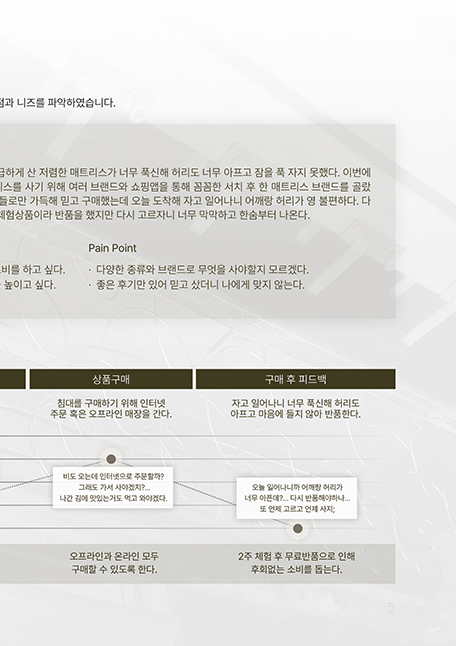 점과 니즈를 파악하였습니다.
급하게 산 저렴한 매트리스가 너무 푹신해 허리도 너무 아프고 잠을 푹 자지 못했다. 이번에
리스를 사기 위해 여러 브랜드와 쇼핑앱을 통해 꼼꼼한 서치 후 한 매트리스 브랜드를 골랐
들로만 가득해 믿고 구매했는데 오늘 도착해 자고 일어나니 어깨랑 허리가 영 불편하다. 다
체험상품이라 반품을 했지만 다시 고르자니 너무 막막하고 한숨부터 나온다.
Pain Point
소비를 하고 싶다.
· 다양한 종류와 브랜드로 무엇을 사야할지 모르겠다.
높이고 싶다.
· 좋은 후기만 있어 믿고 샀더니 나에게 맞지 않는다.
상품구매
구매 후 피드백
침대를 구매하기 위해 인터넷
주문 혹은 오프라인 매장을 간다.
자고 일어나니 너무 푹신해 허리도
아프고 마음에 들지 않아 반품한다.
비도 오는데 인터넷으로 주문할까?
그래도 가서 사야겠지?...
나간 김에 맛있는거도 먹고 와야겠다.
오늘 일어나니까 어깨랑 허리가
너무 아픈데?... 다시 반품해야하나...
또 언제 고르고 언제 사지;
오프라인과 온라인 모두
구매할 수 있도록 한다.
2주 체험 후 무료반품으로 인해
후회없는 소비를 돕는다.
5